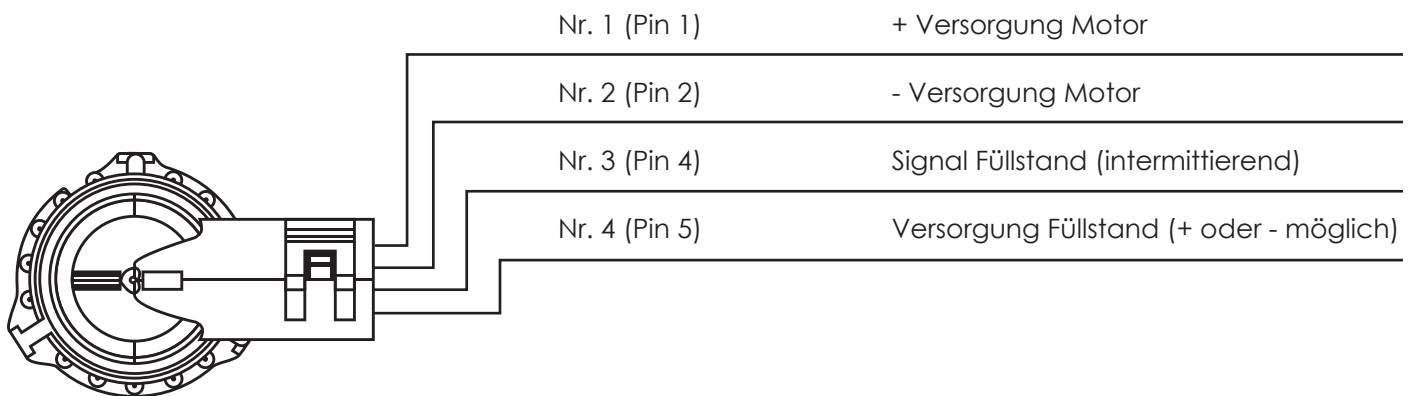 Nr. 1 (Pin 1) + Versorgung Motor
Nr. 2 (Pin 2) - Versorgung Motor
Nr. 3 (Pin 4) Signal Füllstand (intermittierend)
Nr. 4 (Pin 5) Versorgung Füllstand (+ oder - möglich)